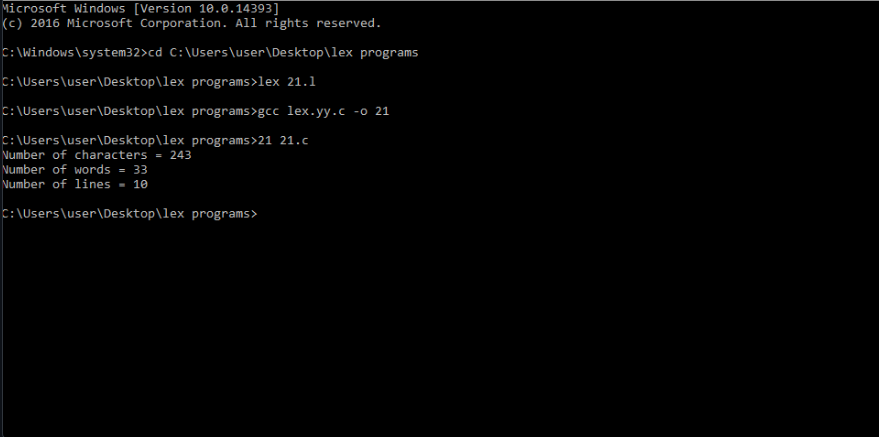 Microsoft Windows [Version 10.0.14393]
(c) 2016 Microsoft Corporation. All rights reserved.
C:\Windows\system32>cd C:\Users\user\Desktop\lex programs
C:\Users\user\Desktop\lex programs>lex 21.l
C:\Users\user\Desktop\lex programs>gcc lex.yy.c -o 21
C:\Users\user\Desktop\lex programs>21 21.c
Number of characters = 243
Number of words = 33
Number of lines = 10
C:\Users\user\Desktop\lex programs>